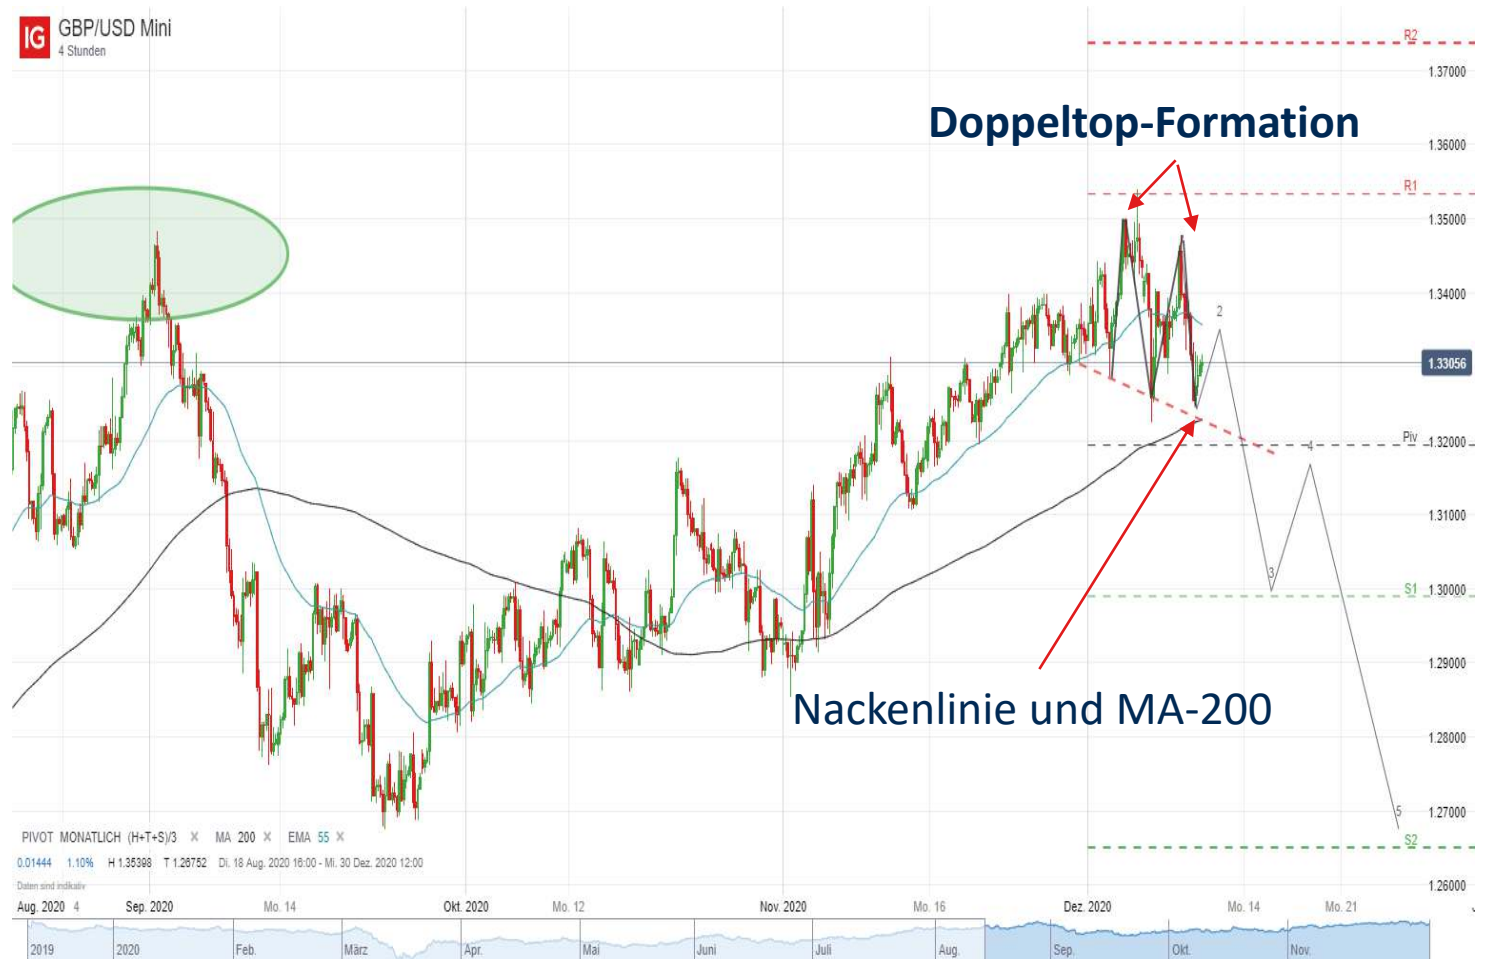 IG
GBP/USD Mini
4 Stunden
R2
1.37000
Doppeltop-Formation
1.36000
R1
1.35000
1.34000
2
1.33056
Piv
1.32000
4
1.31000
3
S1
1.30000
1.29000
Nackenlinie und MA-200
1.28000
5
1.27000
PIVOT MONATLICH (H+T+S)/3 × MA 200 × EMA 55 ×
S2
0.01444 1.10% H 1.35398 T 1.26752 Di. 18 Aug. 2020 16:00 - Mi. 30 Dez. 2020 12:00
Daten sind indikativ
1.26000
Aug. 2020 4 Sep. 2020 Mo. 14 Okt. 2020 Mo. 12 Nov. 2020 Mo. 16 Dez. 2020 Mo. 14 Mo. 21
2019 2020 Feb. März Apr. Mai Juni Juli Aug. Sep. Okt. Nov.